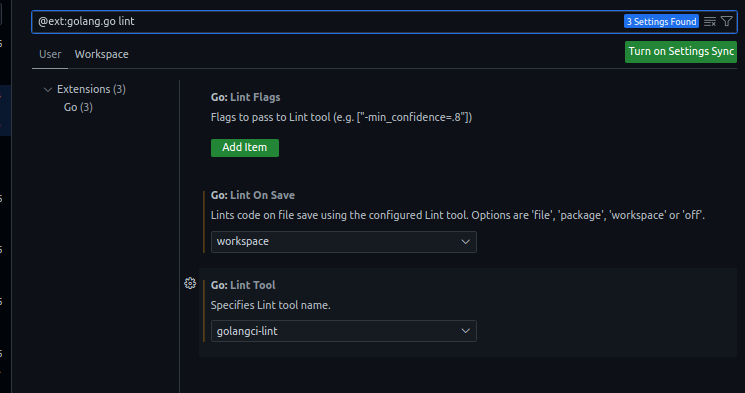 @ext:golang.go lint
3 Settings Found
User
Workspace
Turn on Settings Sync
Extensions (3)
Go (3)
Go: Lint Flags
Flags to pass to Lint tool (e.g. ["-min_confidence=.8"])
Add Item
Go: Lint On Save
Lints code on file save using the configured Lint tool. Options are 'file', 'package', 'workspace' or 'off'.
workspace
Go: Lint Tool
Specifies Lint tool name.
golangci-lint